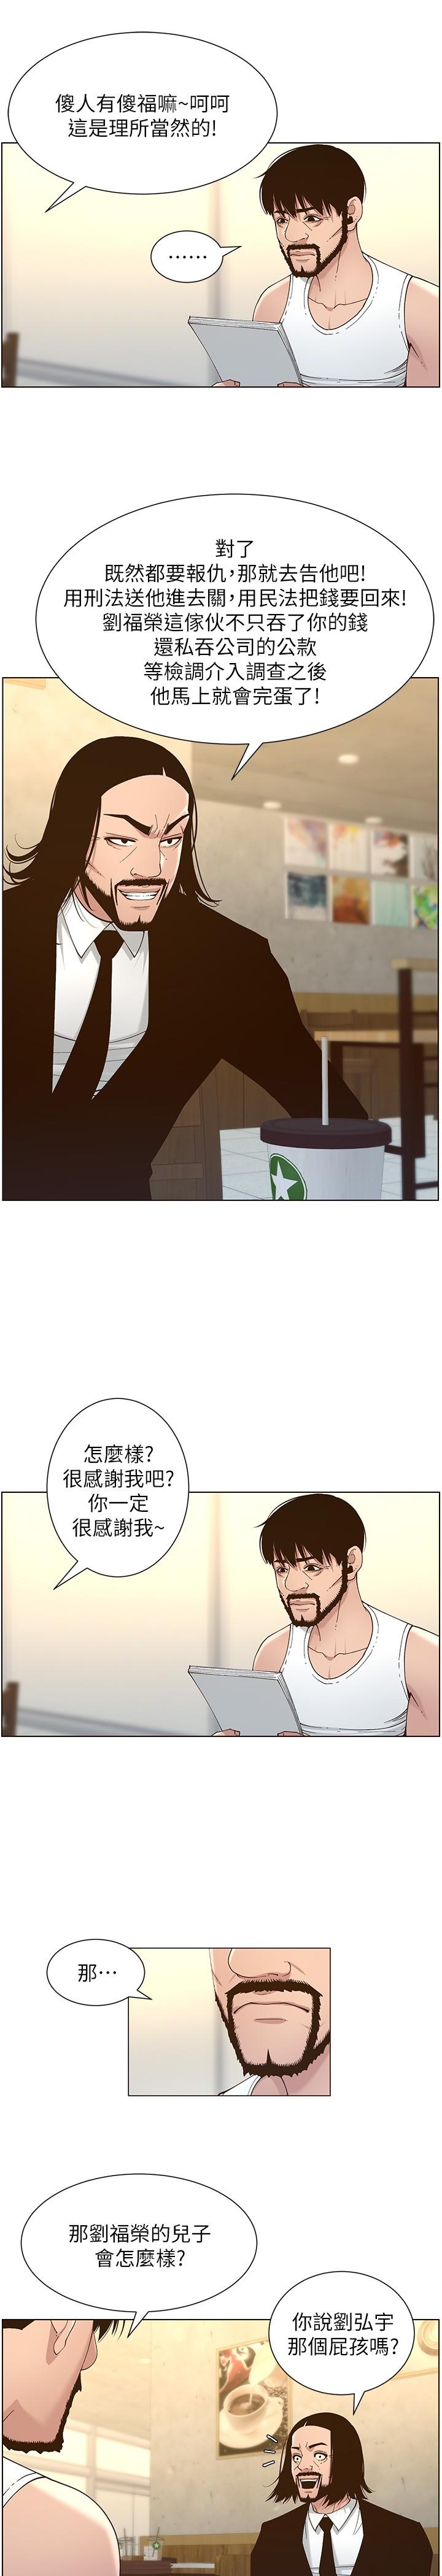 傻人有傻福嘛~呵呵
這是理所當然的!
……
對了
既然都要報仇,那就去告他吧!
用刑法送他進去關,用民法把錢要回來!
劉福榮這傢伙不只吞了你的錢
還私吞公司的公款
等檢調介入調查之後
他馬上就會完蛋了!
怎麼樣?
很感謝我吧?
你一定
很感謝我~
那…
那劉福榮的兒子
會怎麼樣?
你說劉弘宇
那個屁孩嗎?